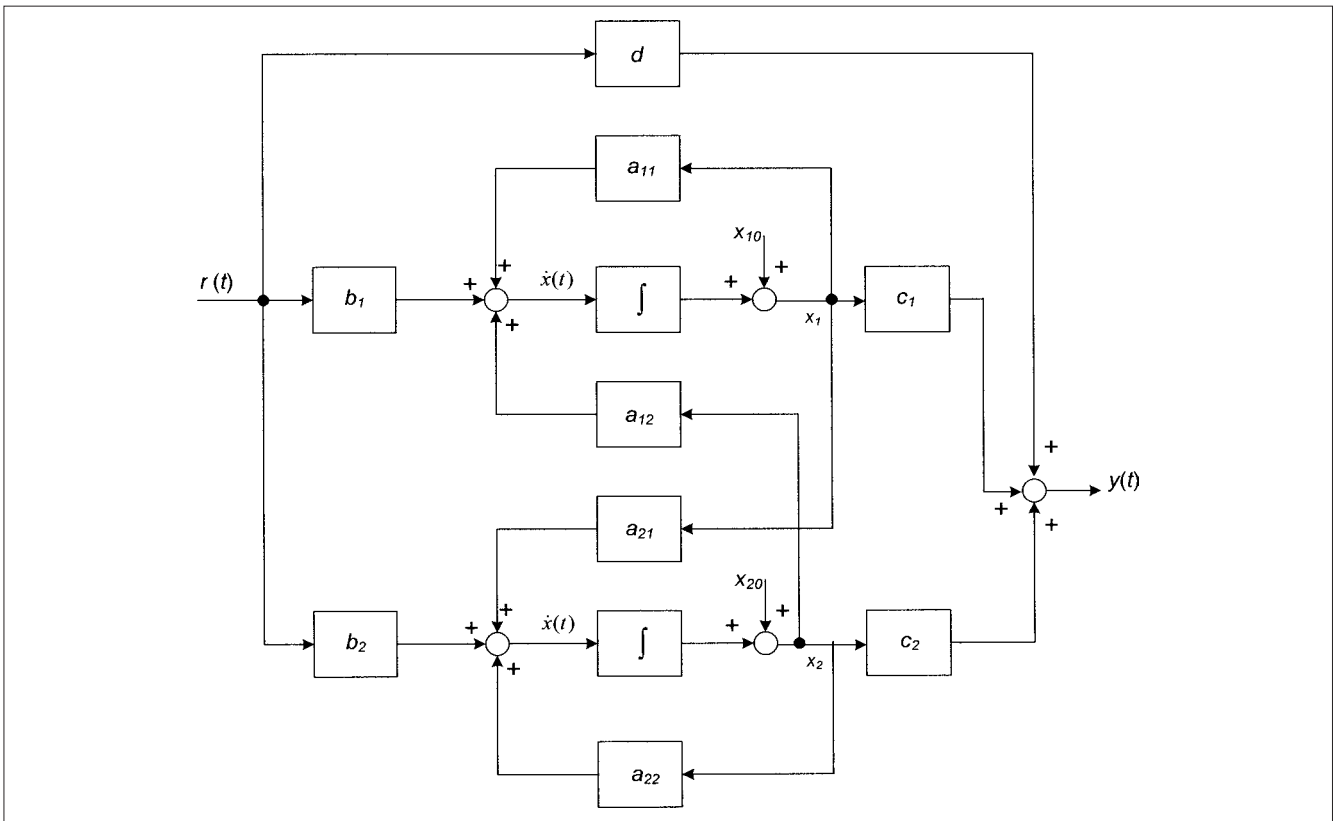 d
a₁₁
x₁₀
+
+
r (t)
b₁
+
ẋ(t)
∫
+
x₁
c₁
+
a₁₂
+
y(t)
+
+
a₂₁
x₂₀
+
+
b₂
+
ẋ(t)
∫
+
x₂
c₂
+
a₂₂